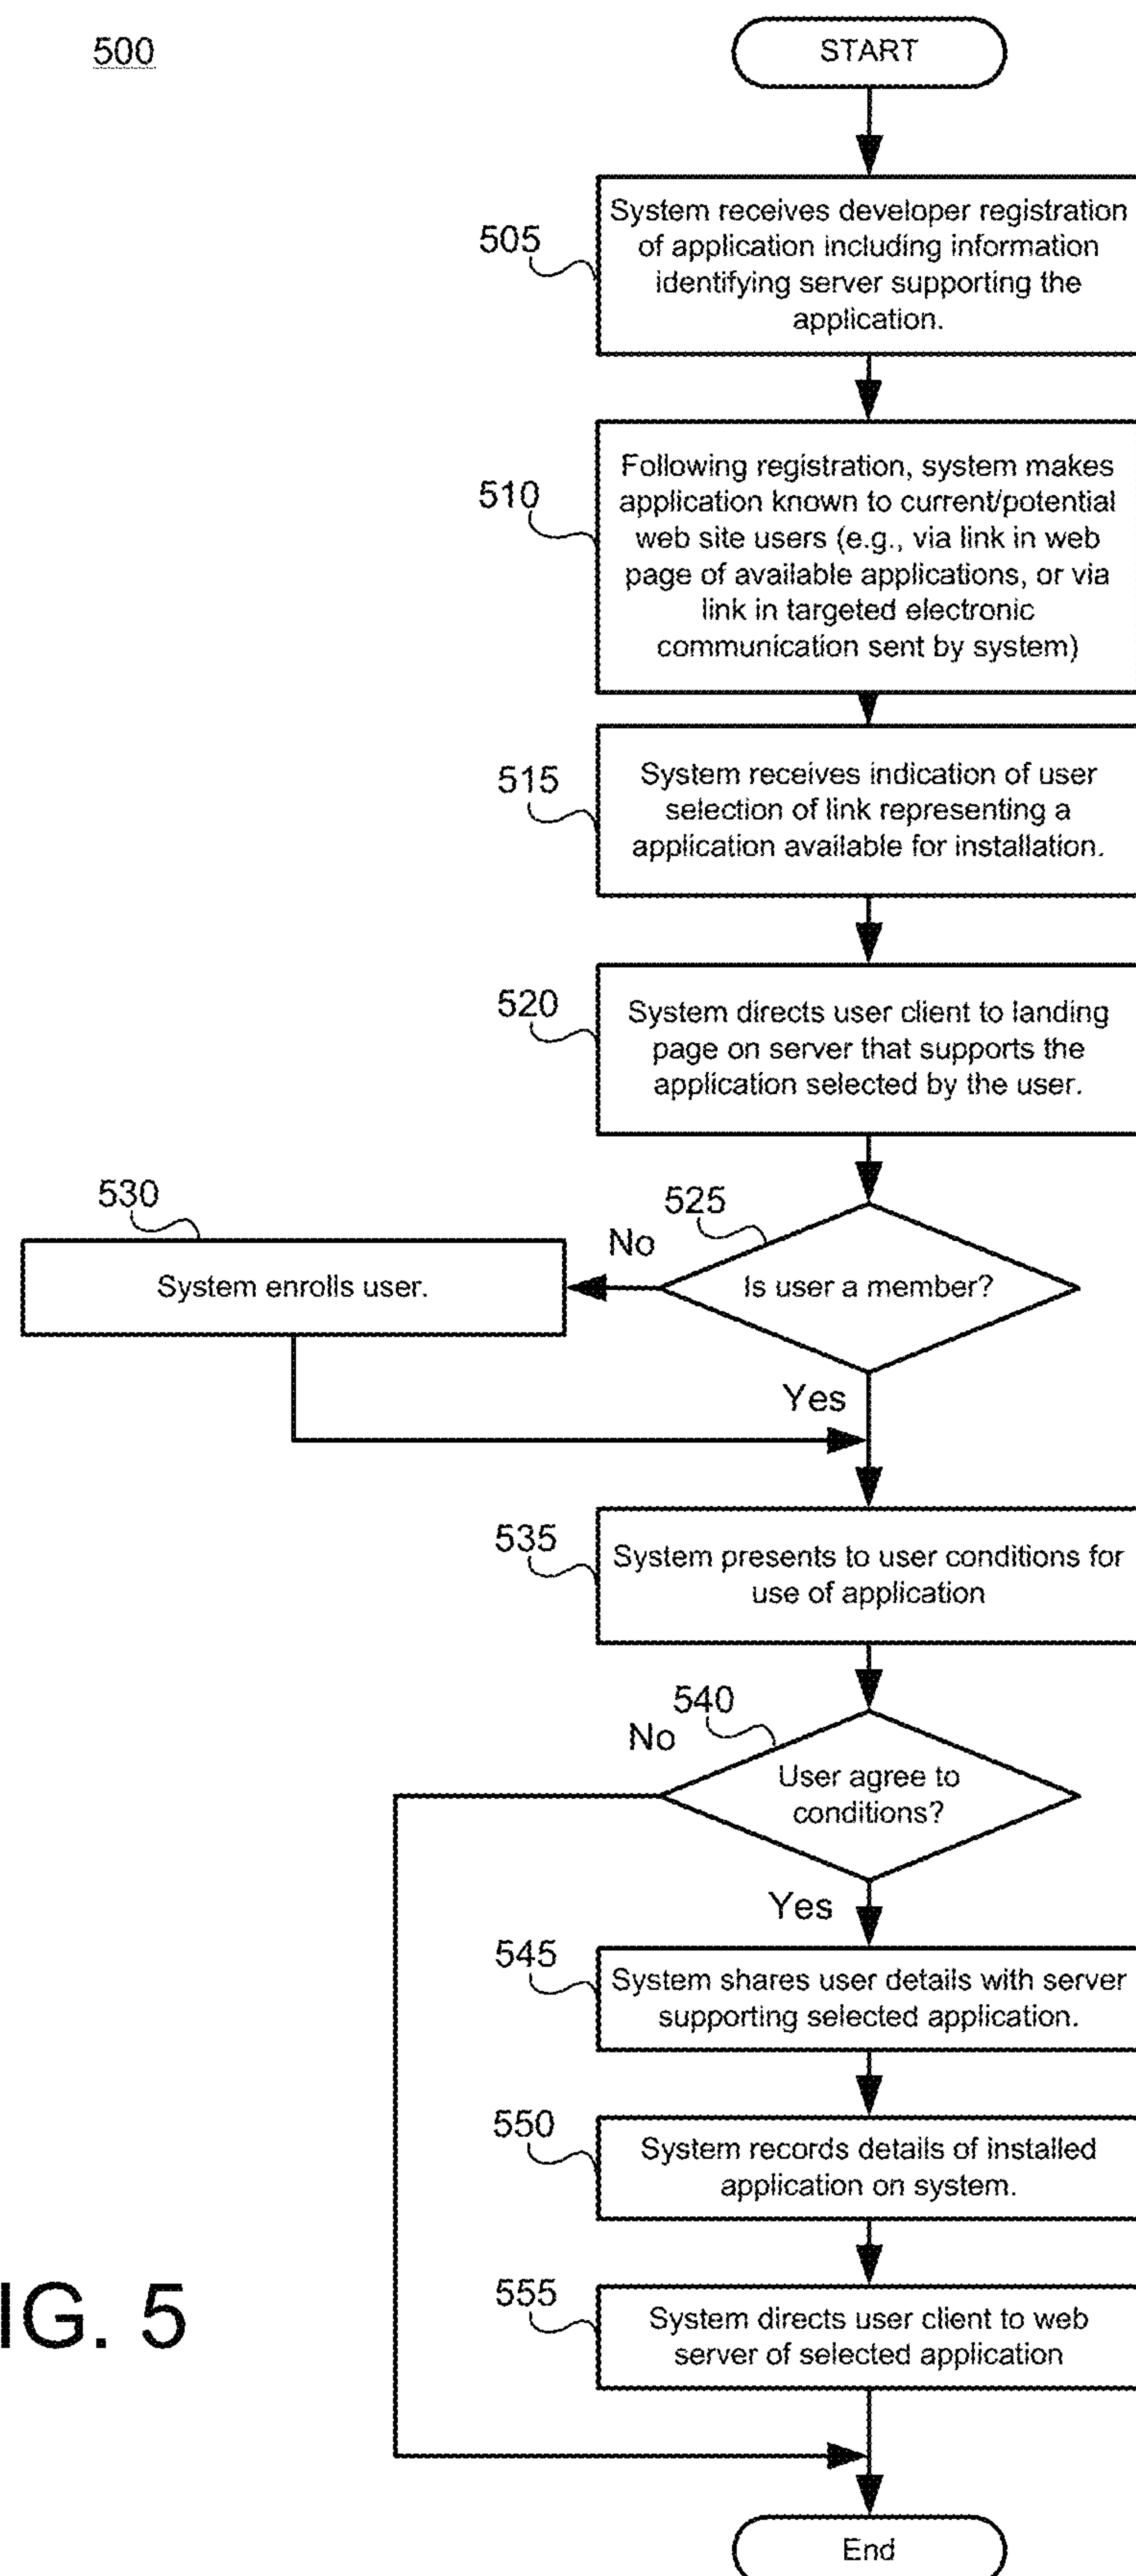 500
START
505
System receives developer registration
of application including information
identifying server supporting the
application.
510
Following registration, system makes
application known to current/potential
web site users (e.g., via link in web
page of available applications, or via
link in targeted electronic
communication sent by system)
515
System receives indication of user
selection of link representing a
application available for installation.
520
System directs user client to landing
page on server that supports the
application selected by the user.
525
Is user a member?
No
530
System enrolls user.
Yes
535
System presents to user conditions for
use of application
540
No
User agree to
conditions?
Yes
545
System shares user details with server
supporting selected application.
550
System records details of installed
application on system.
555
System directs user client to web
server of selected application
End
IG. 5